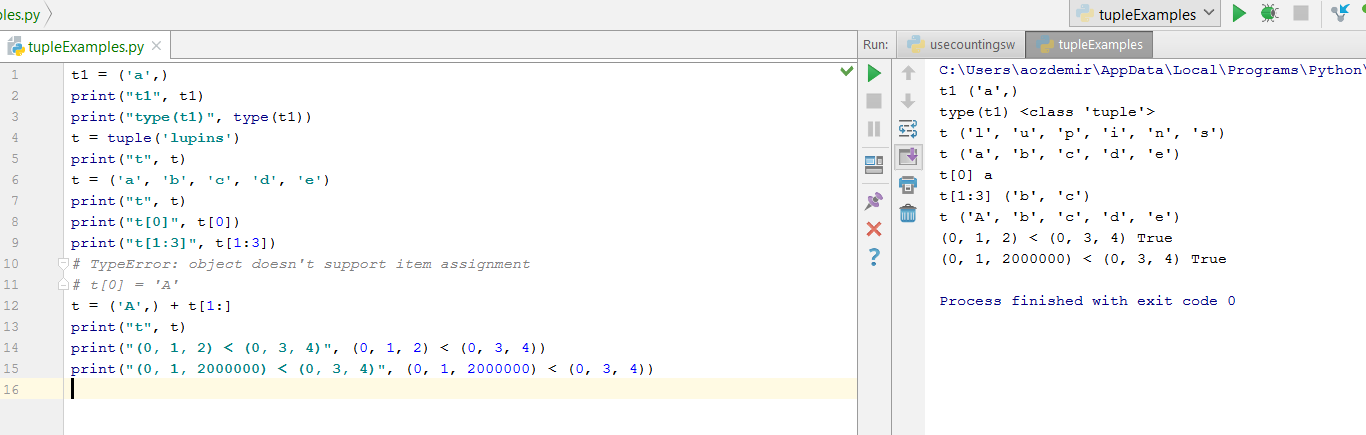 les.py
tupleExamples
tupleExamples.py
Run:
usecountingsw
tupleExamples
1 t1 = ('a',)
2 print("t1", t1)
3 print("type(t1)", type(t1))
4 t = tuple('lupins')
5 print("t", t)
6 t = ('a', 'b', 'c', 'd', 'e')
7 print("t", t)
8 print("t[0]", t[0])
9 print("t[1:3]", t[1:3])
10 # TypeError: object doesn't support item assignment
11 # t[0] = 'A'
12 t = ('A',) + t[1:]
13 print("t", t)
14 print("(0, 1, 2) < (0, 3, 4)", (0, 1, 2) < (0, 3, 4))
15 print("(0, 1, 2000000) < (0, 3, 4)", (0, 1, 2000000) < (0, 3, 4))
16
C:\Users\aozdemir\AppData\Local\Programs\Python\
t1 ('a',)
type(t1) <class 'tuple'>
t ('l', 'u', 'p', 'i', 'n', 's')
t ('a', 'b', 'c', 'd', 'e')
t[0] a
t[1:3] ('b', 'c')
t ('A', 'b', 'c', 'd', 'e')
(0, 1, 2) < (0, 3, 4) True
(0, 1, 2000000) < (0, 3, 4) True
Process finished with exit code 0